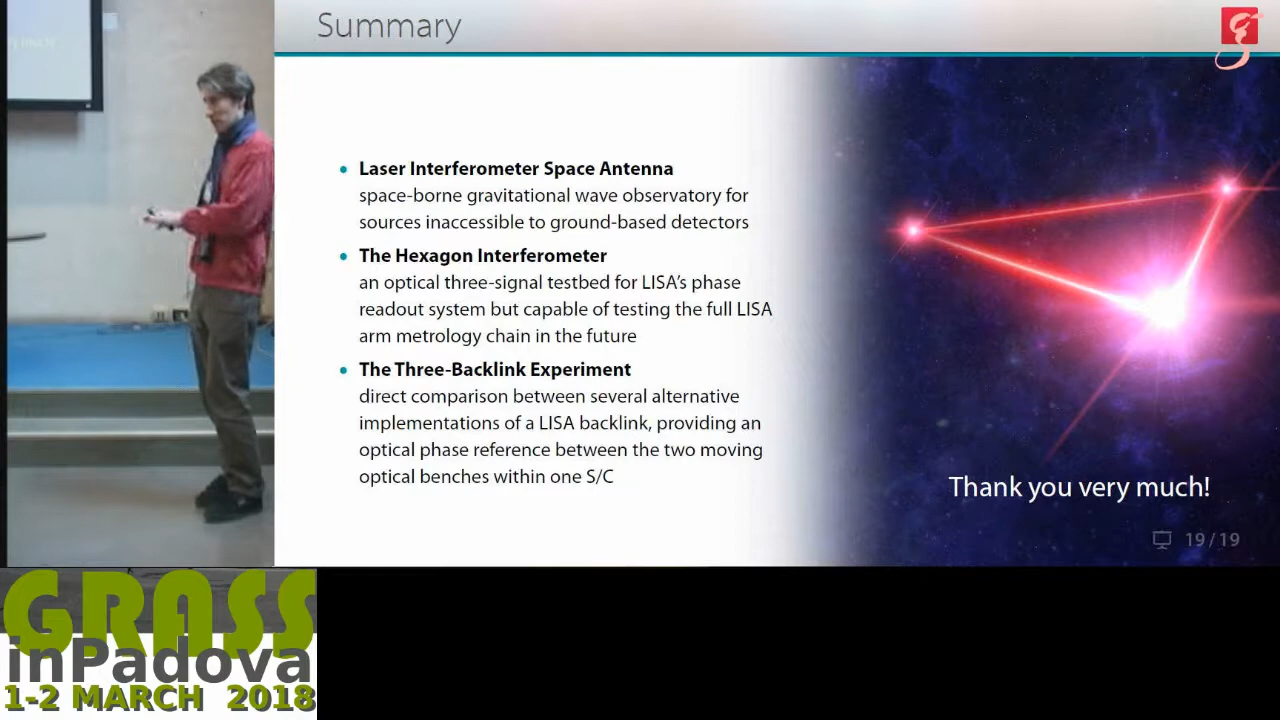 Summary
Laser Interferometer Space Antenna
space-borne gravitational wave observatory for
sources inaccessible to ground-based detectors
The Hexagon Interferometer
an optical three-signal testbed for LISA's phase
readout system but capable of testing the full LISA
arm metrology chain in the future
The Three-Backlink Experiment
direct comparison between several alternative
implementations of a LISA backlink, providing an
optical phase reference between the two moving
optical benches within one S/C
Thank you very much!
19/19
GRASS
inPadova
1-2 MARCH 2018